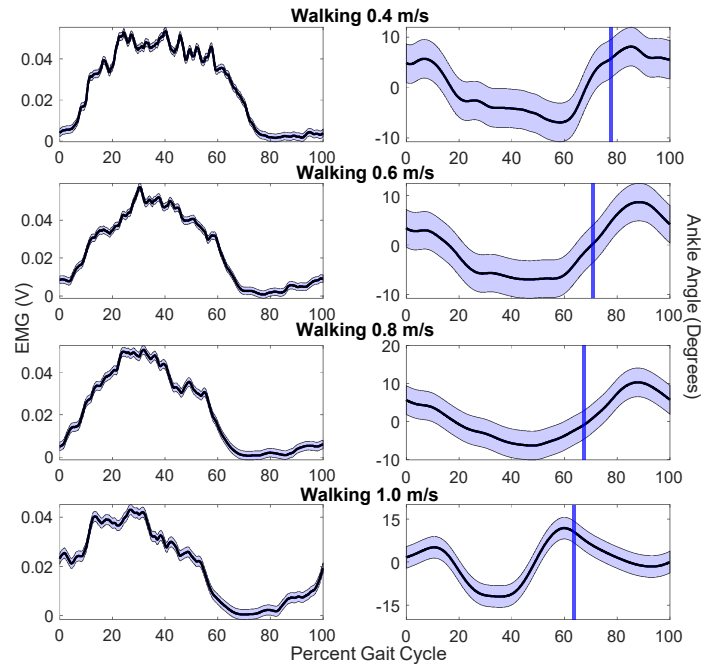 Walking 0.4 m/s
0.04
0.02
0
0 20 40 60 80 100
10
0
-10
0 20 40 60 80 100
Walking 0.6 m/s
0.04
0.02
0
0 20 40 60 80 100
10
0
-10
0 20 40 60 80 100
Walking 0.8 m/s
0.04
0.02
0
0 20 40 60 80 100
20
10
0
-10
0 20 40 60 80 100
Walking 1.0 m/s
0.04
0.02
0
0 20 40 60 80 100
15
0
-15
0 20 40 60 80 100
EMG (V)
Ankle Angle (Degrees)
Percent Gait Cycle